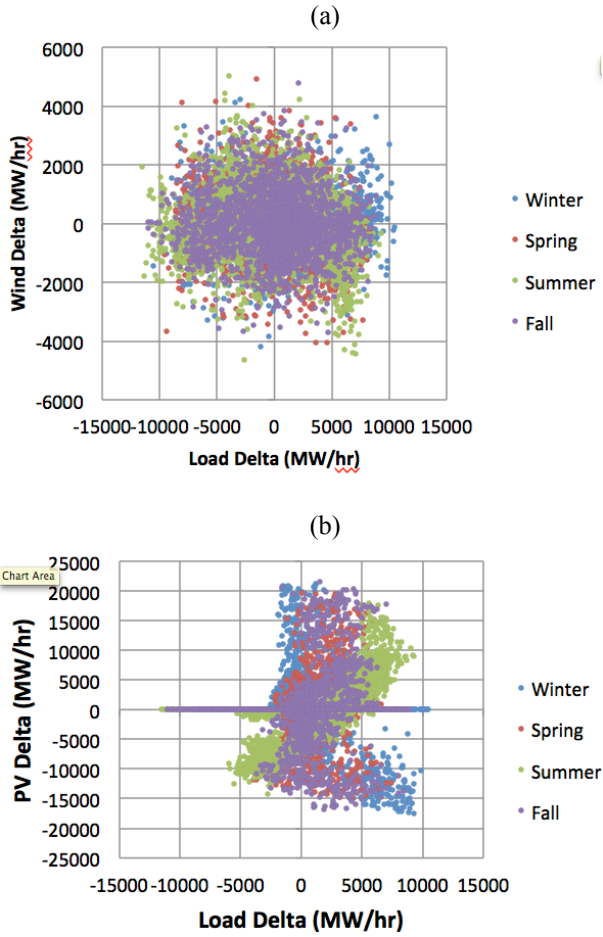 (a)
6000
4000
2000
0
-2000
-4000
-6000
Wind Delta (MW/hr)
-15000-10000 -5000 0 5000 10000 15000
Load Delta (MW/hr)
Winter
Spring
Summer
Fall
(b)
Chart Area
25000
20000
15000
10000
5000
0
-5000
-10000
-15000
-20000
-25000
PV Delta (MW/hr)
-15000 -10000 -5000 0 5000 10000 15000
Load Delta (MW/hr)
Winter
Spring
Summer
Fall